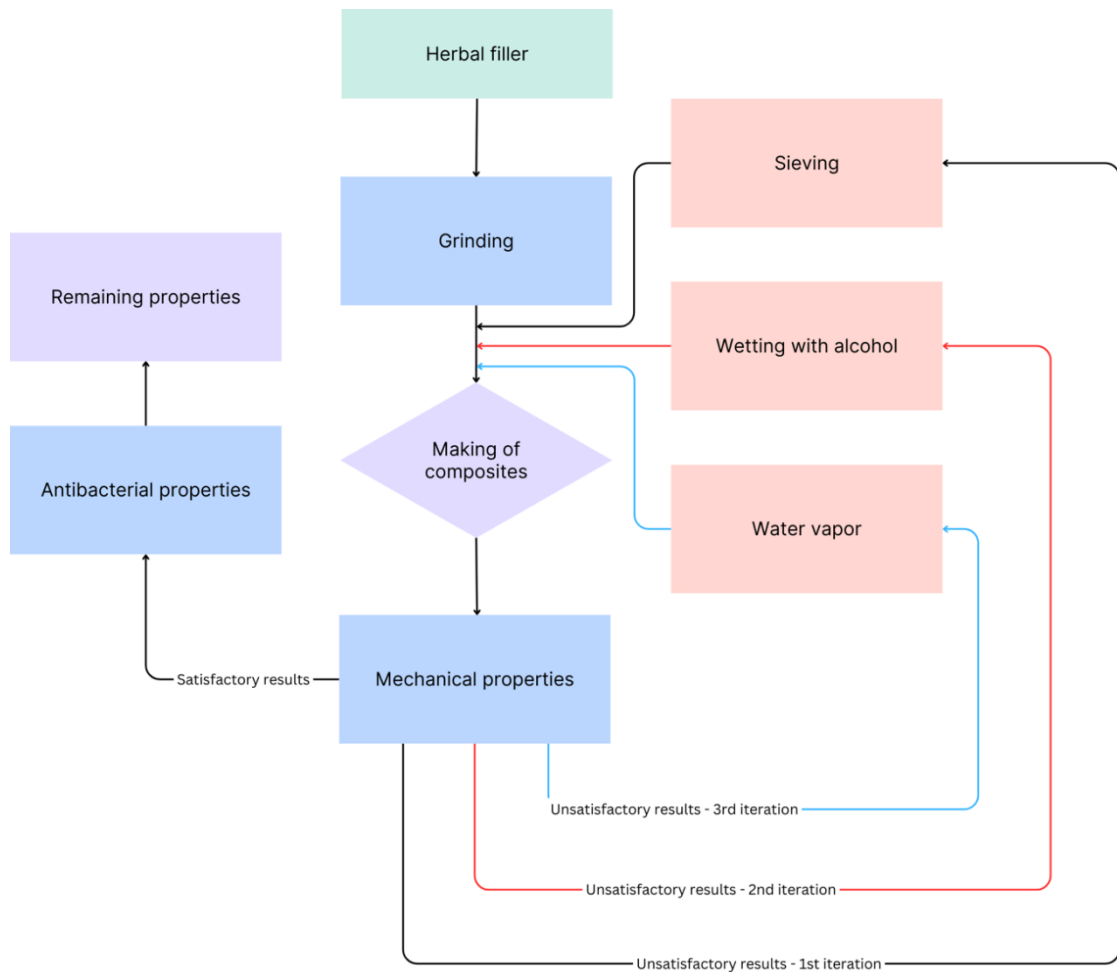 Herbal filler
Sieving
Grinding
Remaining properties
Wetting with alcohol
Making of
composites
Antibacterial properties
Water vapor
Satisfactory results
Mechanical properties
Unsatisfactory results - 3rd iteration
Unsatisfactory results - 2nd iteration
Unsatisfactory results - 1st iteration